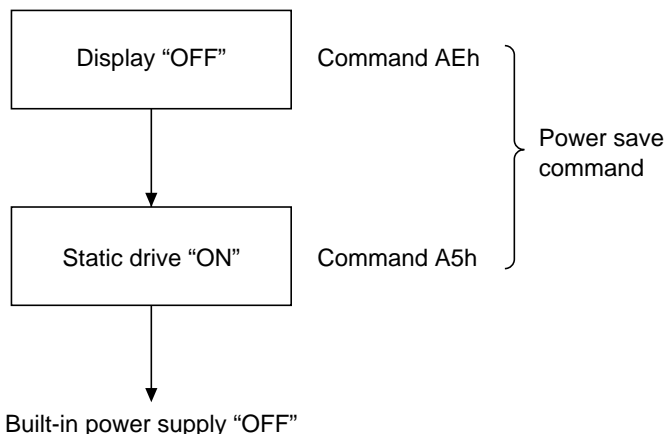 Display “OFF”
Command AEh
Power save
command
Static drive “ON”
Command A5h
Built-in power supply “OFF”